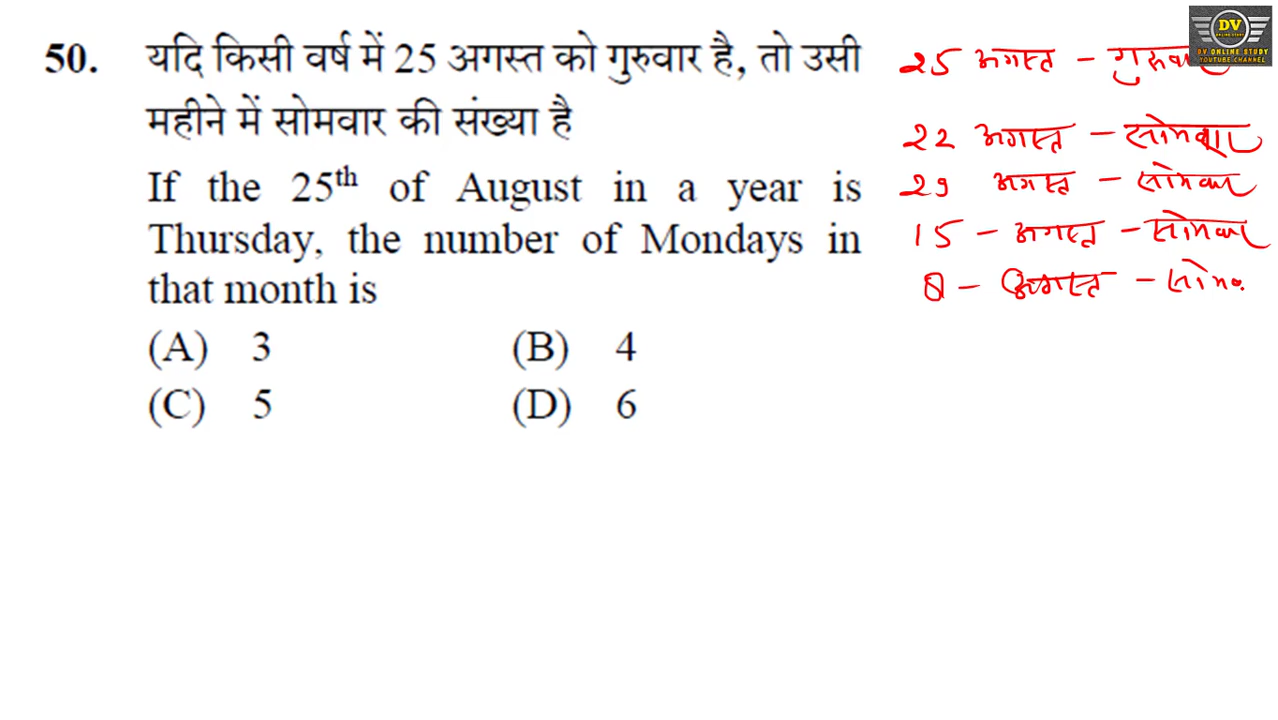 50. यदि किसी वर्ष में 25 अगस्त को गुरुवार है, तो उसी
महीने में सोमवार की संख्या है
If the 25th of August in a year is
Thursday, the number of Mondays in
that month is
(A) 3 (B) 4
(C) 5 (D) 6
25 अगस्त - गुरुवार
22 अगस्त - सोमवार
29 अगस्त - सोमवार
15 - अगस्त - सोमवार
8 - अगस्त - सोम.
DV
ONLINE STUDY
DV ONLINE STUDY
YOUTUBE CHANNEL